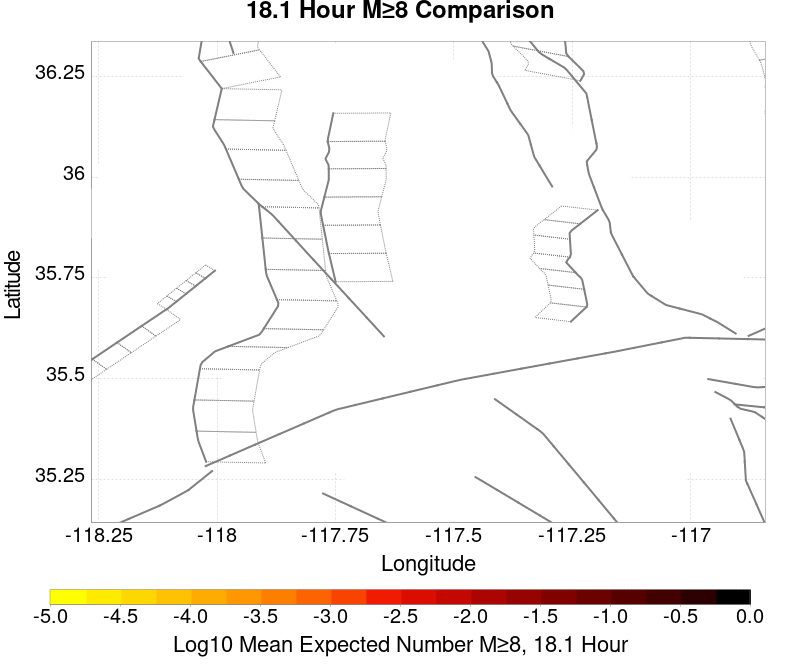 18.1 Hour M≥8 Comparison
36.25
36
35.75
35.5
35.25
Latitude
-118.25 -118 -117.75 -117.5 -117.25 -117
Longitude
-5.0 -4.5 -4.0 -3.5 -3.0 -2.5 -2.0 -1.5 -1.0 -0.5 0.0
Log10 Mean Expected Number M≥8, 18.1 Hour